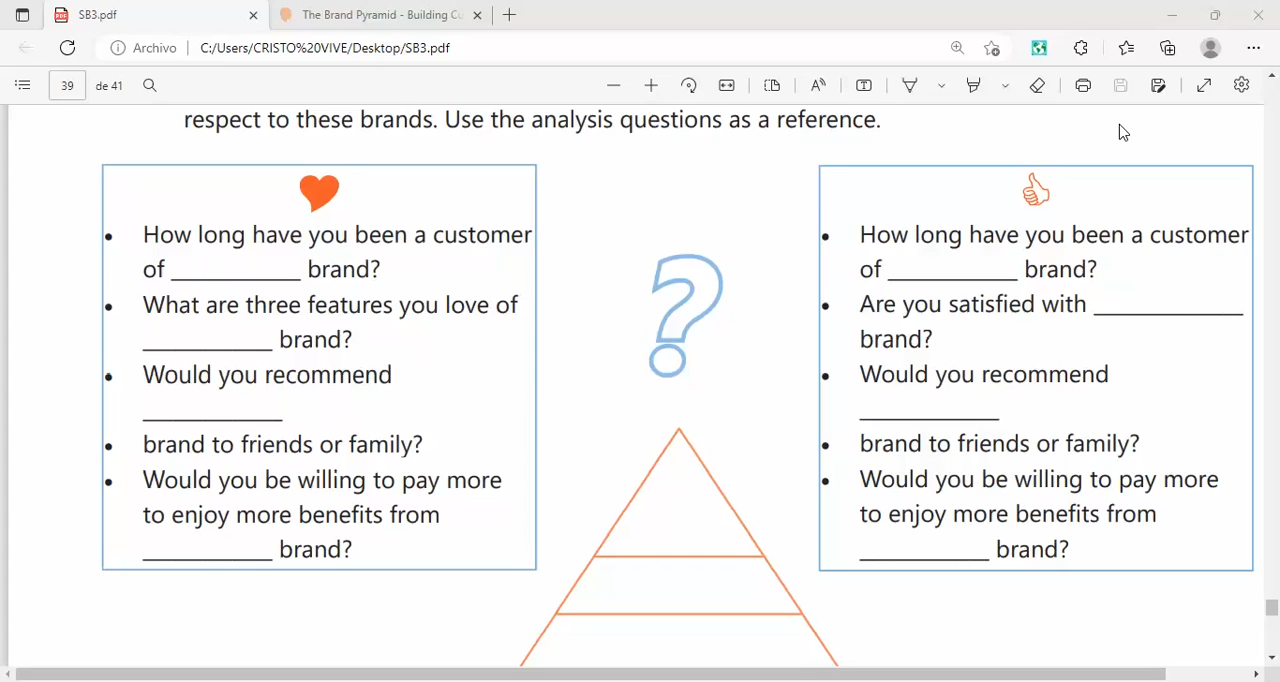 SB3.pdf
The Brand Pyramid - Building Cu
Archivo
C:/Users/CRISTO%20VIVE/Desktop/SB3.pdf
39 de 41
respect to these brands. Use the analysis questions as a reference.
• How long have you been a customer
of ___________ brand?
• What are three features you love of
___________ brand?
• Would you recommend
____________
• brand to friends or family?
• Would you be willing to pay more
to enjoy more benefits from
___________ brand?
?
• How long have you been a customer
of ___________ brand?
• Are you satisfied with _____________
brand?
• Would you recommend
____________
• brand to friends or family?
• Would you be willing to pay more
to enjoy more benefits from
___________ brand?